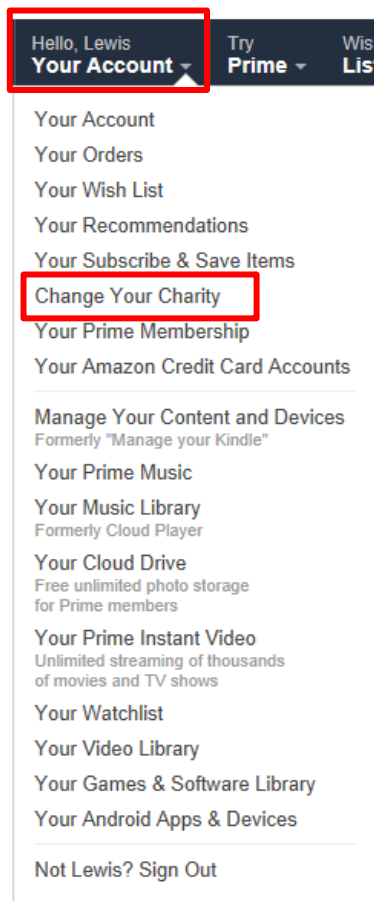 Hello, Lewis
Your Account
Try
Prime
Wis
Lis
Your Account
Your Orders
Your Wish List
Your Recommendations
Your Subscribe & Save Items
Change Your Charity
Your Prime Membership
Your Amazon Credit Card Accounts
Manage Your Content and Devices
Formerly "Manage your Kindle"
Your Prime Music
Your Music Library
Formerly Cloud Player
Your Cloud Drive
Free unlimited photo storage
for Prime members
Your Prime Instant Video
Unlimited streaming of thousands
of movies and TV shows
Your Watchlist
Your Video Library
Your Games & Software Library
Your Android Apps & Devices
Not Lewis? Sign Out